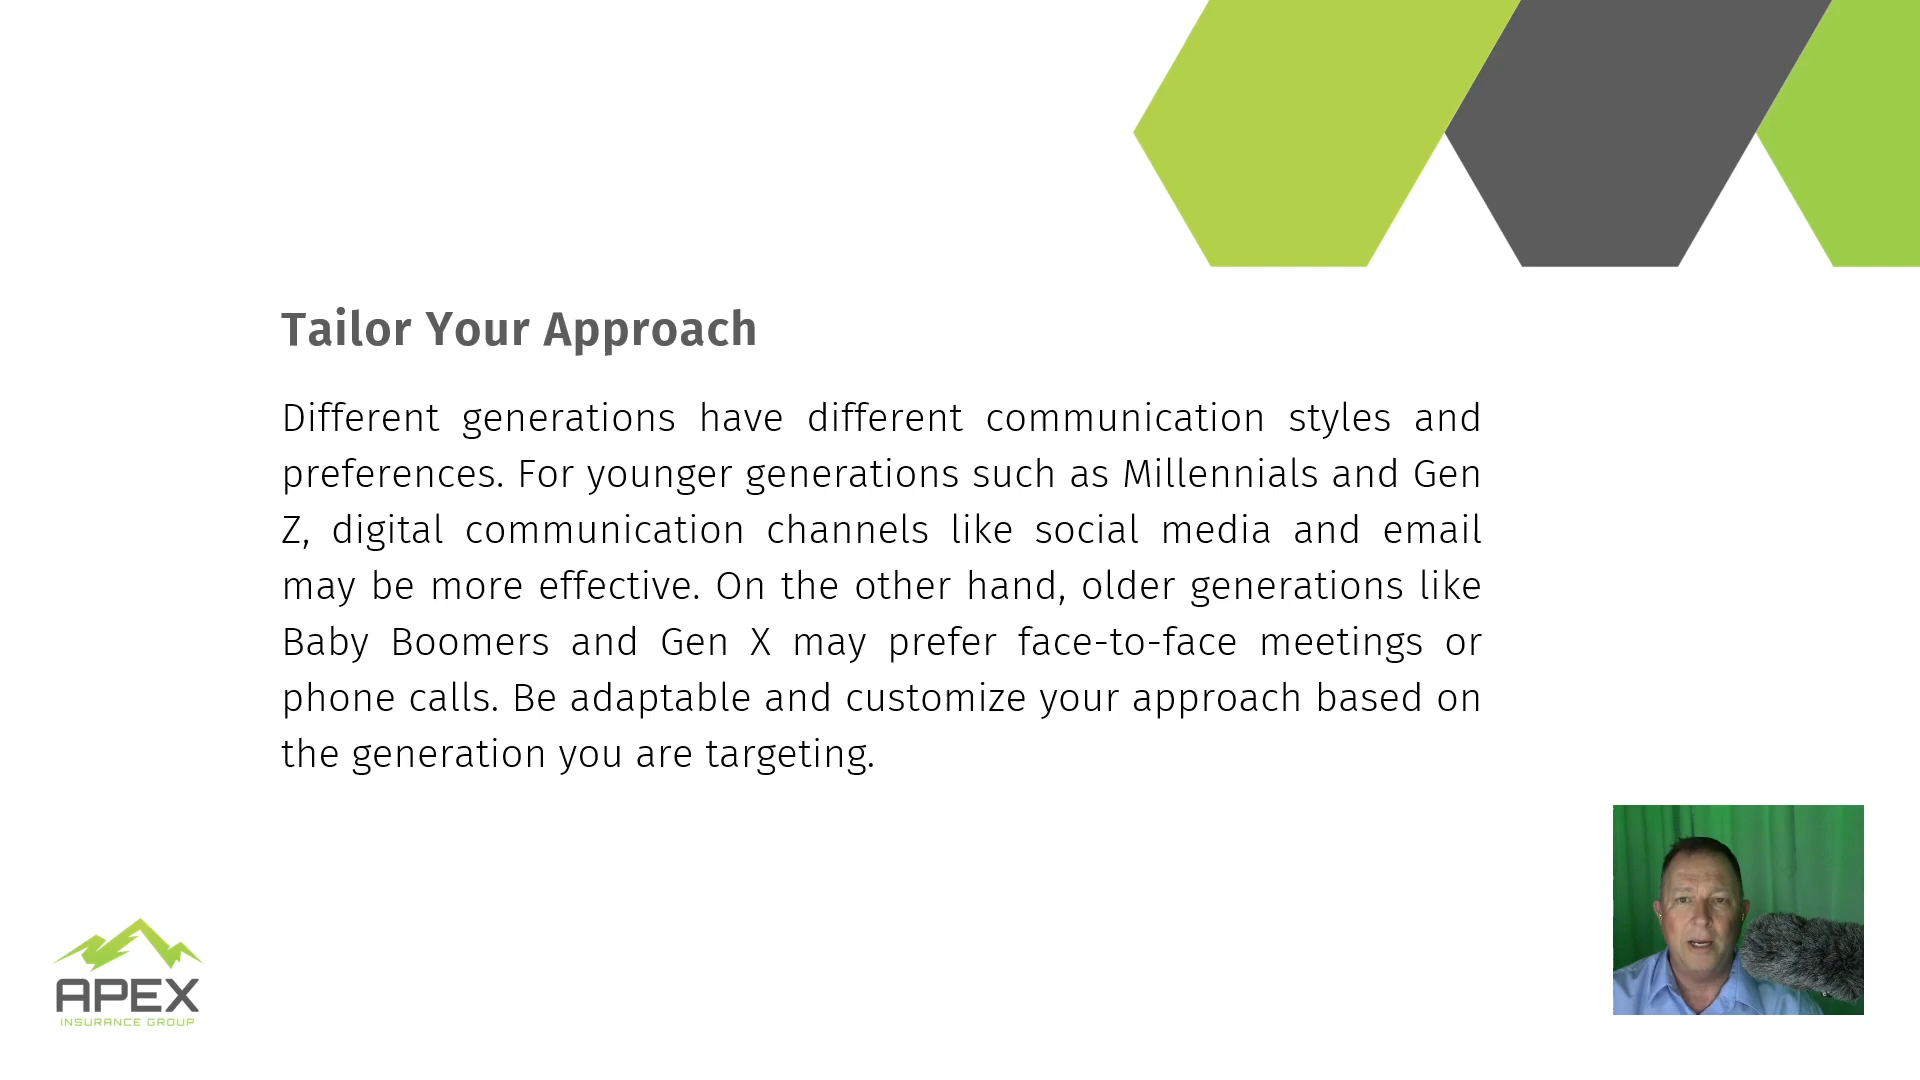 Tailor Your Approach
Different generations have different communication styles and
preferences. For younger generations such as Millennials and Gen
Z, digital communication channels like social media and email
may be more effective. On the other hand, older generations like
Baby Boomers and Gen X may prefer face-to-face meetings or
phone calls. Be adaptable and customize your approach based on
the generation you are targeting.
APEX
INSURANCE GROUP